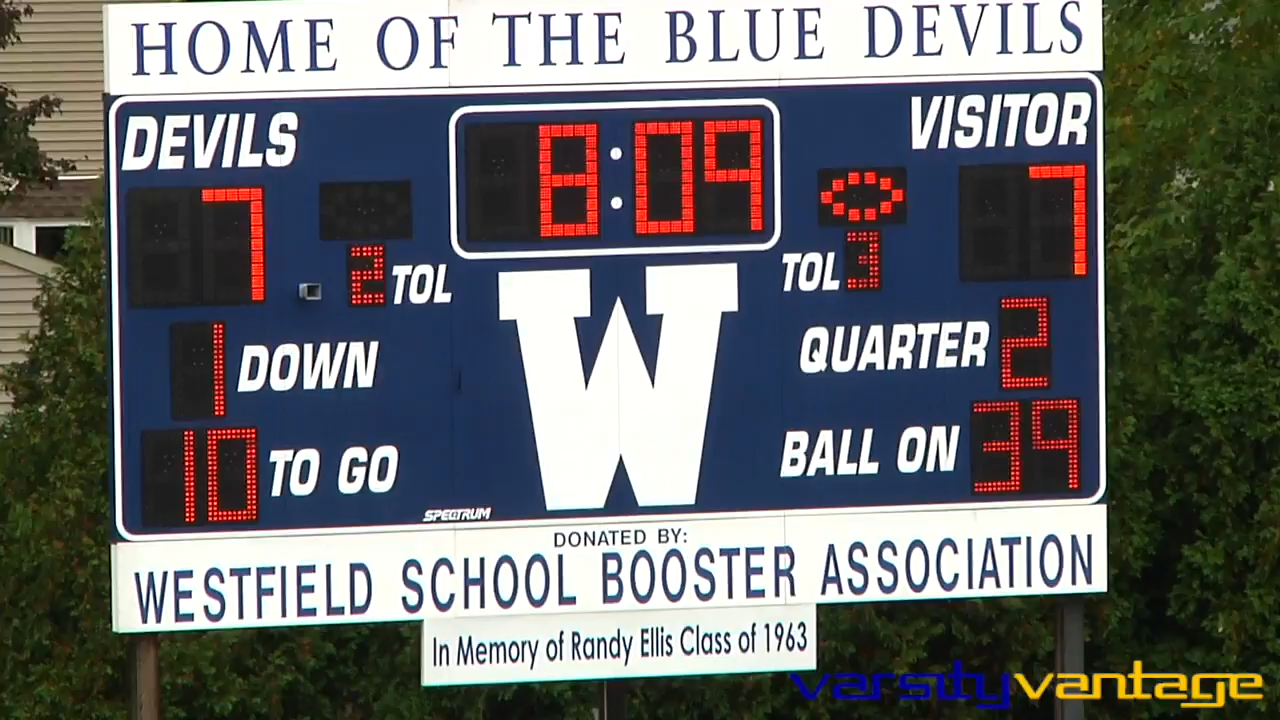 HOME OF THE BLUE DEVILS
DEVILS 8:09 VISITOR
7 7
2 TOL TOL 3
1 DOWN QUARTER 2
10 TO GO BALL ON 39
W
SPECTRUM
DONATED BY:
WESTFIELD SCHOOL BOOSTER ASSOCIATION
In Memory of Randy Ellis Class of 1963
varsityvantage